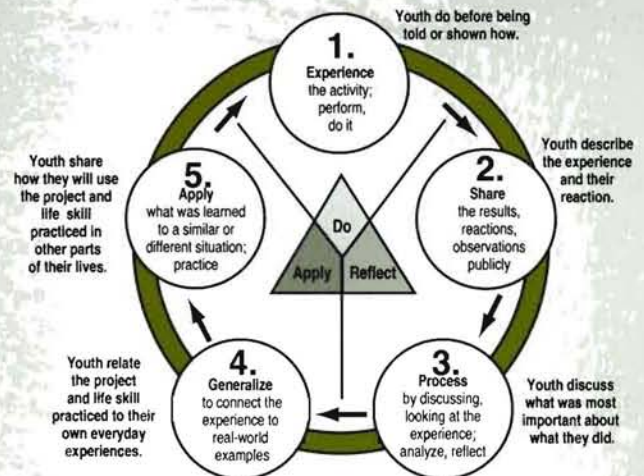 Youth do before being
told or shown how.
1.
Experience
the activity;
perform,
do it
Youth describe
the experience
and their
reaction.
2.
Share
the results,
reactions,
observations
publicly
Youth discuss
what was most
important about
what they did.
3.
Process
by discussing,
looking at the
experience;
analyze, reflect
Youth relate
the project
and life skill
practiced to their
own everyday
experiences.
4.
Generalize
to connect the
experience to
real-world
examples
Youth share
how they will use
the project and
life skill
practiced in
other parts
of their lives.
5.
Apply
what was learned
to a similar or
different situation;
practice
Do
Apply Reflect